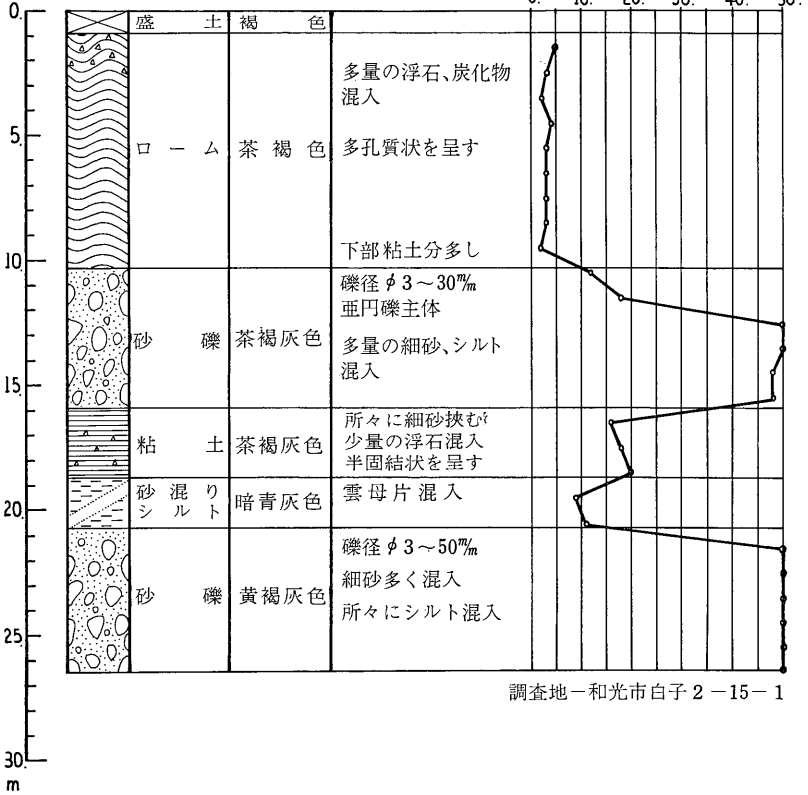 0. 10. 20. 30. 40. 50.
0.
盛土 褐色
多量の浮石、炭化物
混入
5.
ローム 茶褐色 多孔質状を呈す
下部粘土分多し
10.
礫径φ3～30m/m
亜円礫主体
砂礫 茶褐灰色
多量の細砂、シルト
混入
15.
所々に細砂挟む
粘土 茶褐灰色 少量の浮石混入
半固結状を呈す
砂混り
シルト 暗青灰色 雲母片混入
20.
礫径φ3～50m/m
細砂多く混入
砂礫 黄褐灰色
所々にシルト混入
25.
調査地－和光市白子2－15－1
30.
m